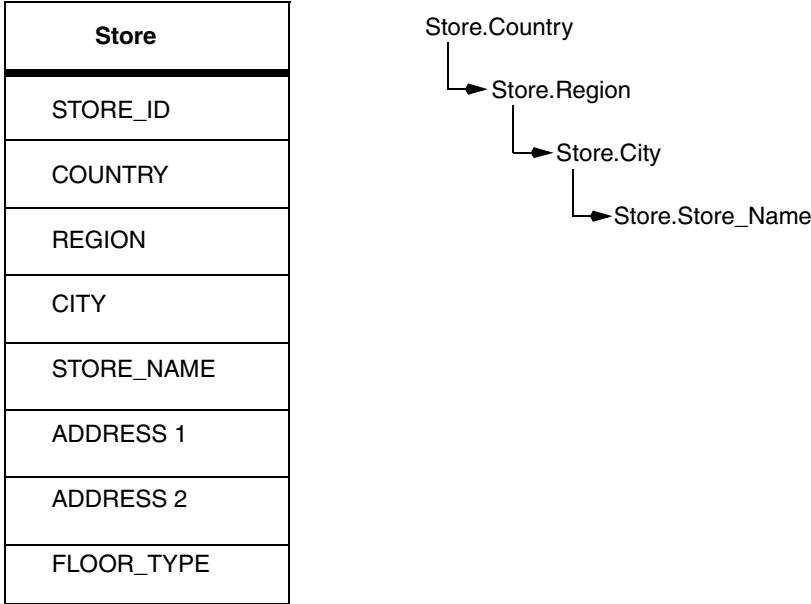 Store
STORE_ID
COUNTRY
REGION
CITY
STORE_NAME
ADDRESS 1
ADDRESS 2
FLOOR_TYPE
Store.Country
Store.Region
Store.City
Store.Store_Name